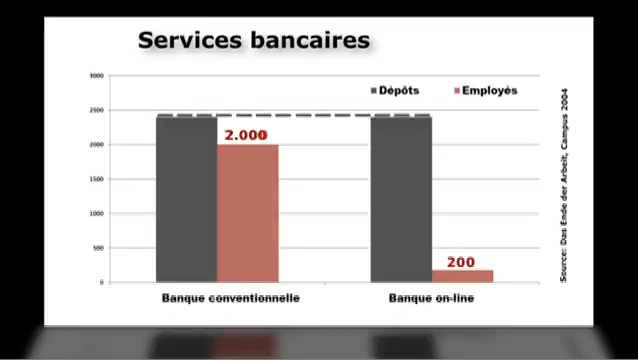 Services bancaires
3000
2500
2000
1500
1000
500
0
Dépôts
Employés
2.000
200
Banque conventionnelle
Banque on-line
Source: Das Ende der Arbeit, Campus 2004